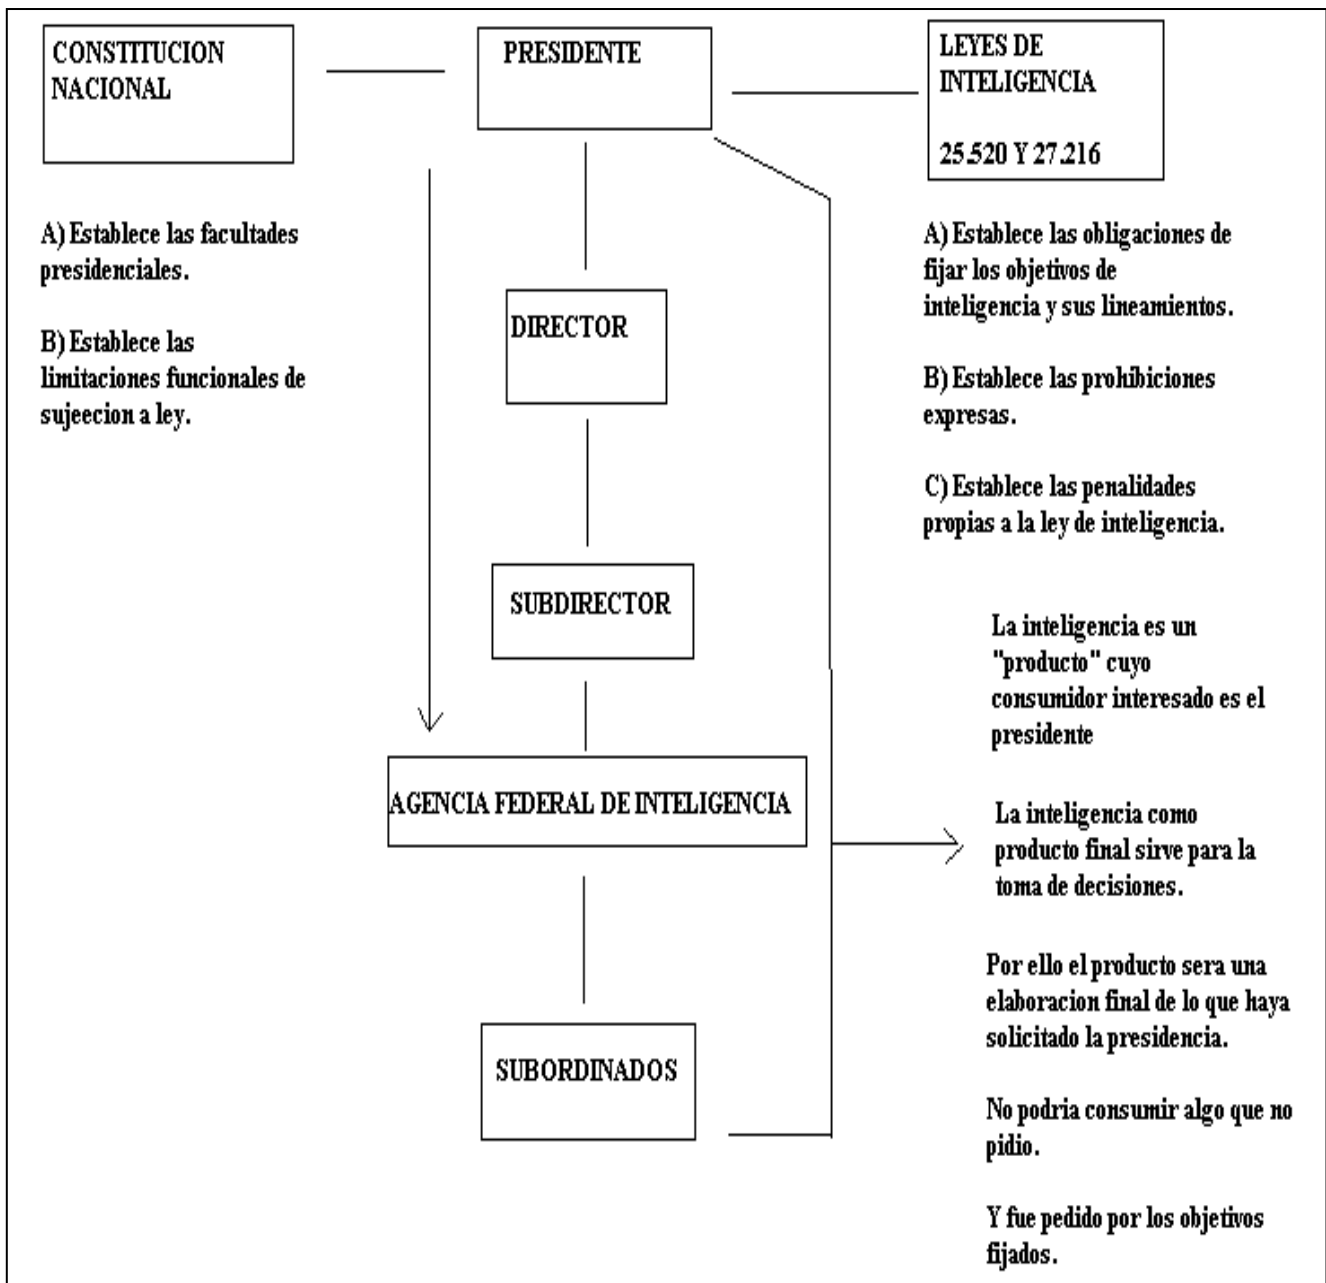 CONSTITUCION
NACIONAL
PRESIDENTE
LEYES DE
INTELIGENCIA
25.520 Y 27.216
A) Establece las facultades
presidenciales.
B) Establece las
limitaciones funcionales de
sujeecion a ley.
A) Establece las obligaciones de
fijar los objetivos de
inteligencia y sus lineamientos.
B) Establece las prohibiciones
expresas.
C) Establece las penalidades
propias a la ley de inteligencia.
DIRECTOR
SUBDIRECTOR
AGENCIA FEDERAL DE INTELIGENCIA
SUBORDINADOS
La inteligencia es un
"producto" cuyo
consumidor interesado es el
presidente
La inteligencia como
producto final sirve para la
toma de decisiones.
Por ello el producto sera una
elaboracion final de lo que haya
solicitado la presidencia.
No podria consumir algo que no
pidio.
Y fue pedido por los objetivos
fijados.